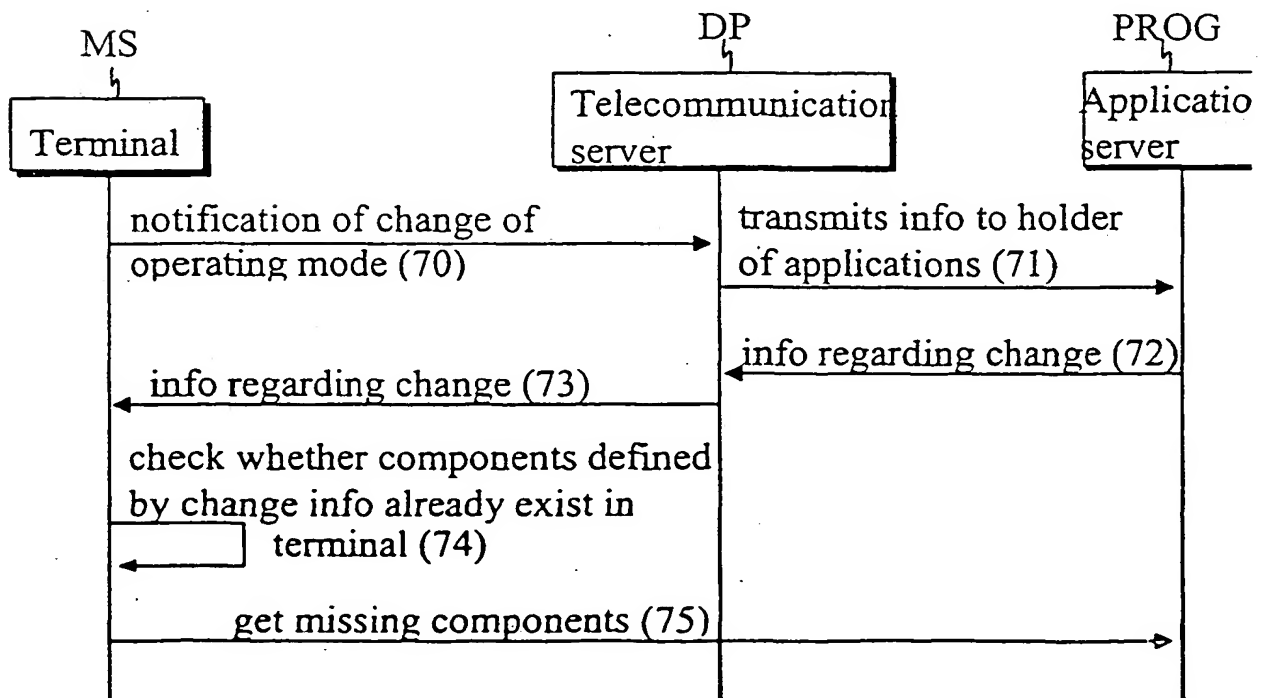 MS
DP
PROG
Terminal
Telecommunication
server
Applicatio
server
notification of change of
operating mode (70)
transmits info to holder
of applications (71)
info regarding change (72)
info regarding change (73)
check whether components defined
by change info already exist in
terminal (74)
get missing components (75)